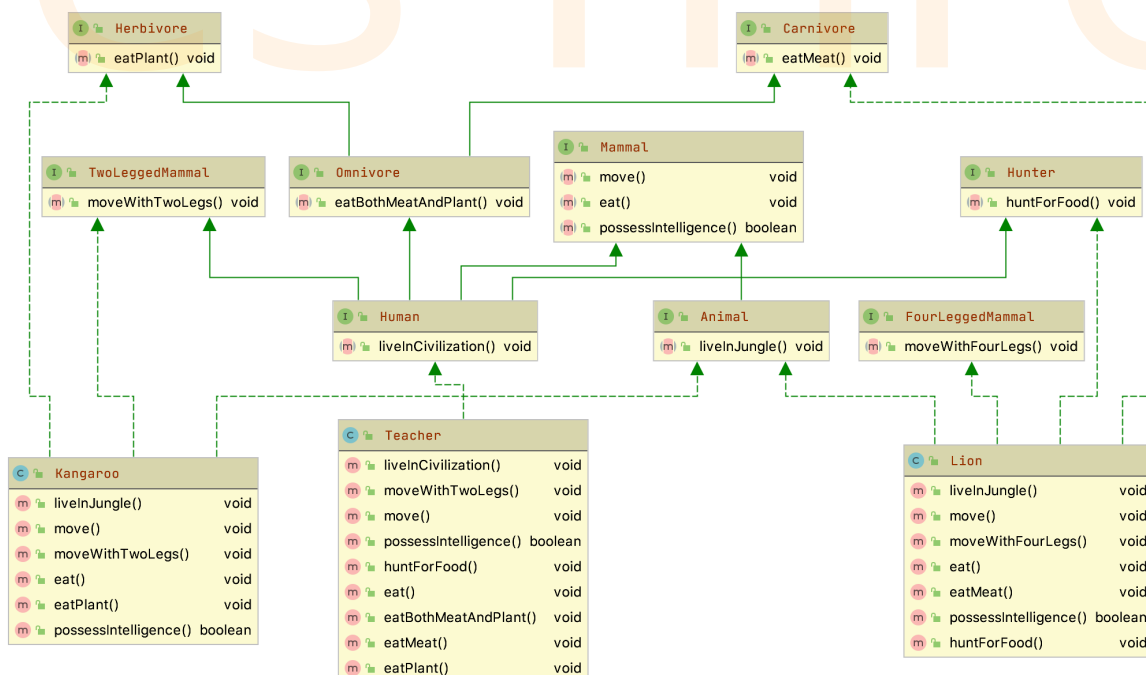 Herbivore
eatPlant() void
Carnivore
eatMeat() void
TwoLeggedMammal
moveWithTwoLegs() void
Omnivore
eatBothMeatAndPlant() void
Mammal
move() void
eat() void
possessIntelligence() boolean
Hunter
huntForFood() void
Human
liveInCivilization() void
Animal
liveInJungle() void
FourLeggedMammal
moveWithFourLegs() void
Kangaroo
liveInJungle() void
move() void
moveWithTwoLegs() void
eat() void
eatPlant() void
possessIntelligence() boolean
Teacher
liveInCivilization() void
moveWithTwoLegs() void
move() void
possessIntelligence() boolean
huntForFood() void
eat() void
eatBothMeatAndPlant() void
eatMeat() void
eatPlant() void
Lion
liveInJungle() void
move() void
moveWithFourLegs() void
eat() void
eatMeat() void
possessIntelligence() boolean
huntForFood() void